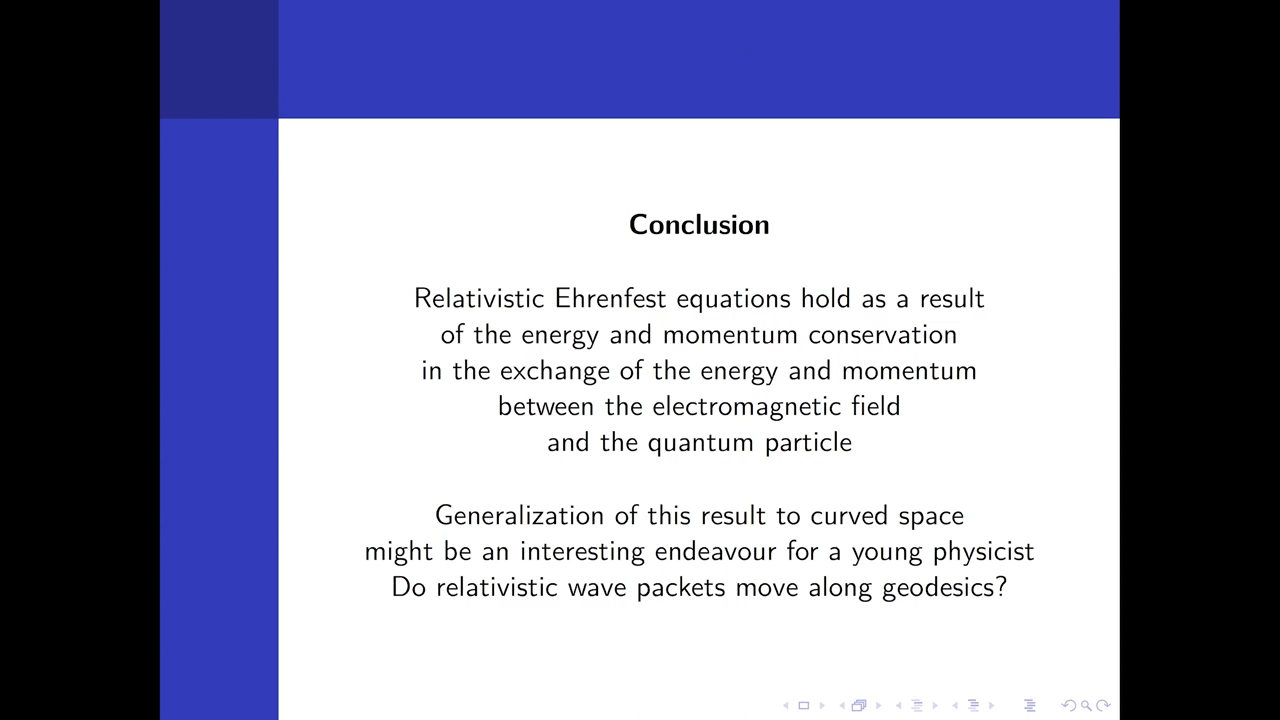 Conclusion
Relativistic Ehrenfest equations hold as a result
of the energy and momentum conservation
in the exchange of the energy and momentum
between the electromagnetic field
and the quantum particle
Generalization of this result to curved space
might be an interesting endeavour for a young physicist
Do relativistic wave packets move along geodesics?